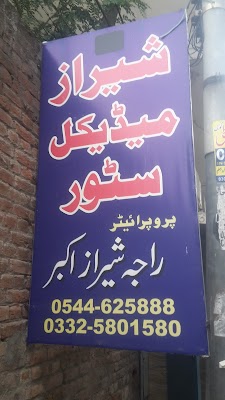 شیراز
میڈیکل
سٹور
پروپرائیٹر
راجہ شیراز اکبر
0544-625888
0332-5801580